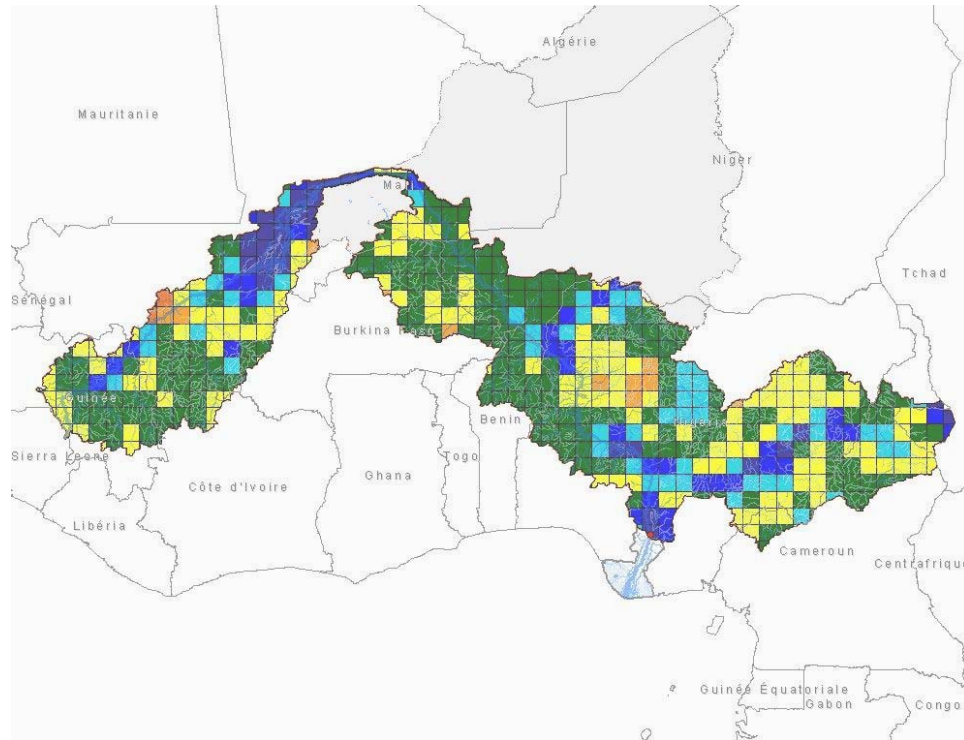 Algérie
Mauritanie
Niger
Mali
Tchad
Sénégal
Burkina Faso
Guinée
Benin
Nigeria
Sierra Leone
Togo
Ghana
Côte d'Ivoire
Libéria
Cameroun
Centrafrique
Guinée Équatoriale
Gabon
Congo